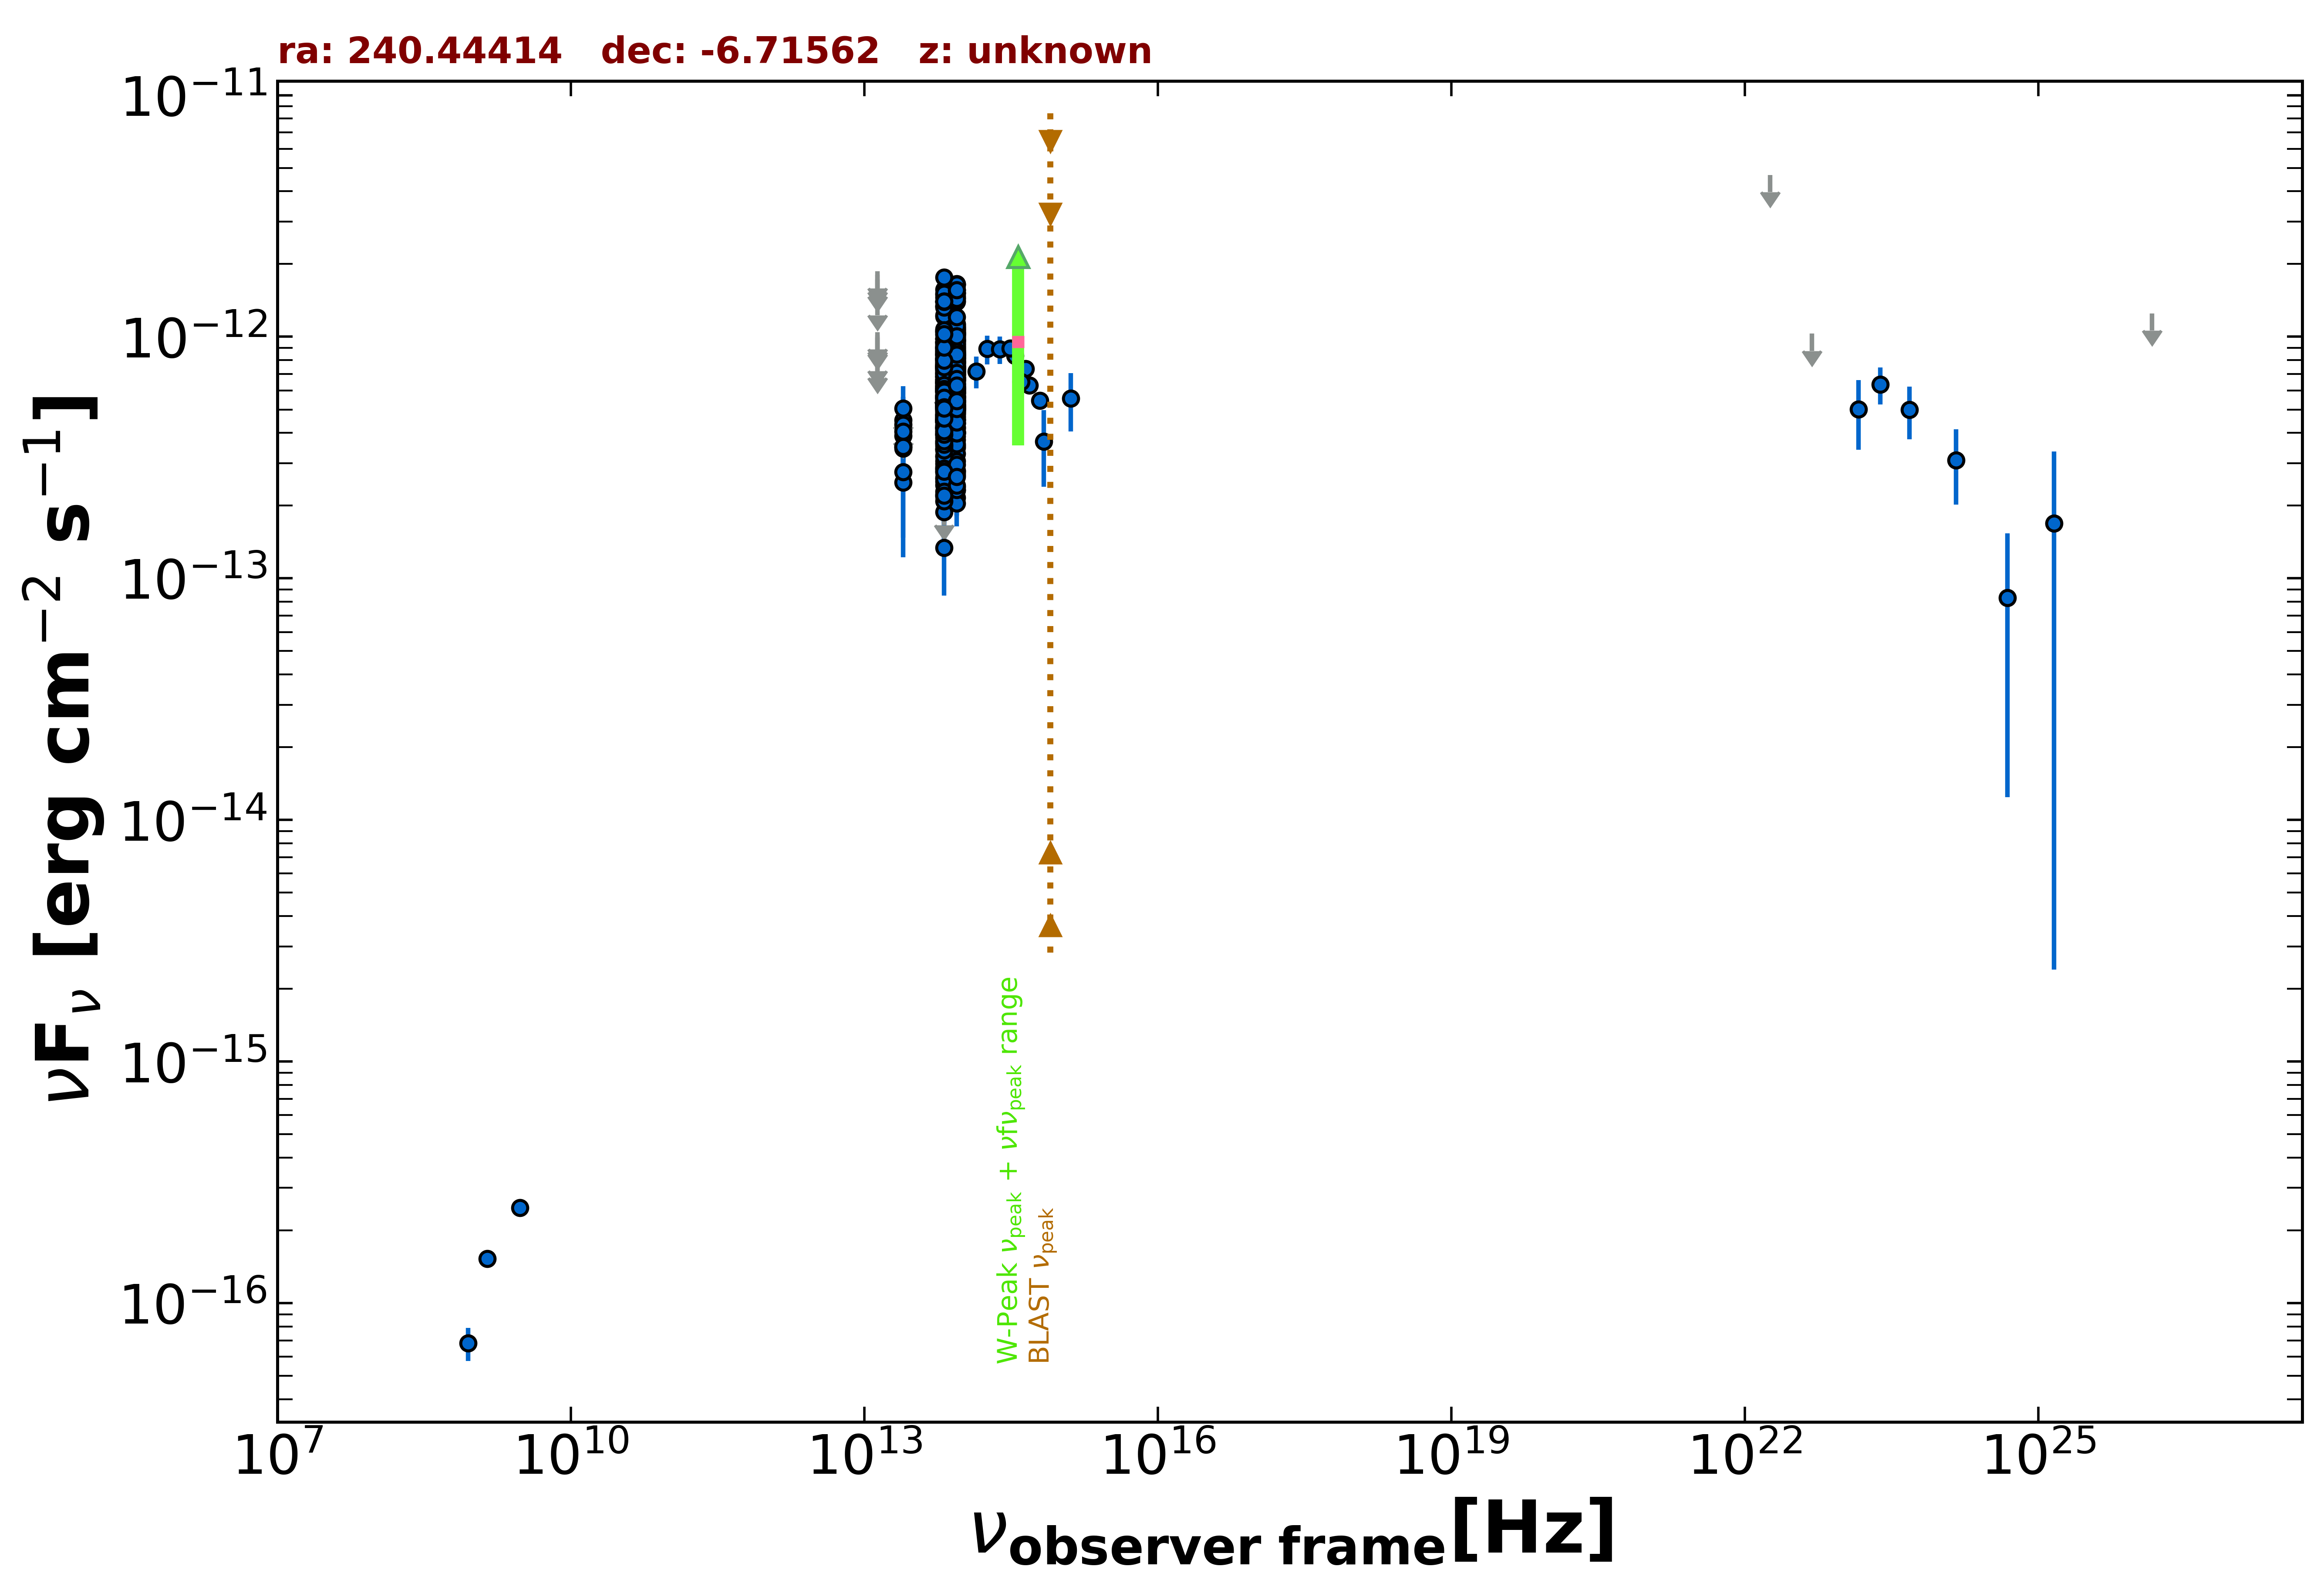 ra: 240.44414 dec: -6.71562 z: unknown
νFν [erg cm−2 s−1]
10−11
10−12
10−13
10−14
10−15
10−16
W-Peak νpeak + νfνpeak range
BLAST νpeak
107 1010 1013 1016 1019 1022 1025
νobserver frame[Hz]